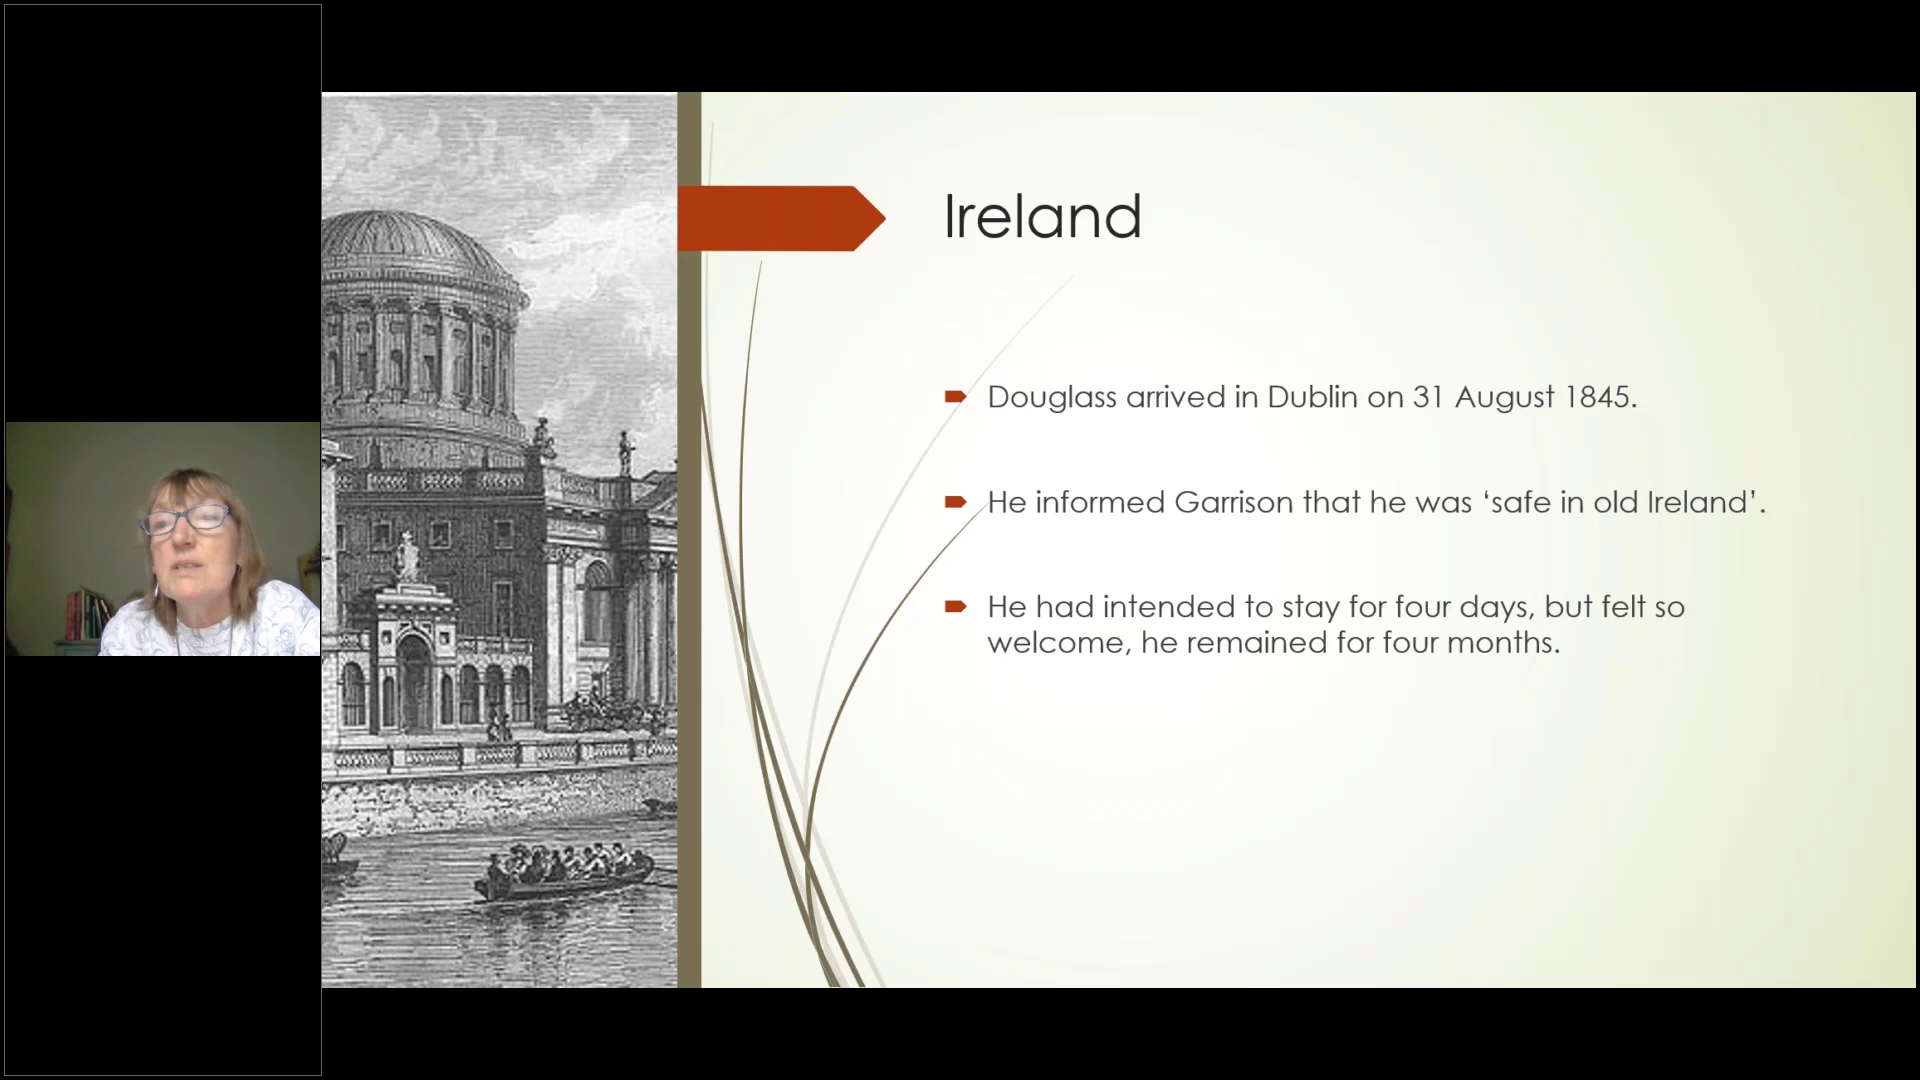 Ireland
Douglass arrived in Dublin on 31 August 1845.
He informed Garrison that he was ‘safe in old Ireland’.
He had intended to stay for four days, but felt so
welcome, he remained for four months.